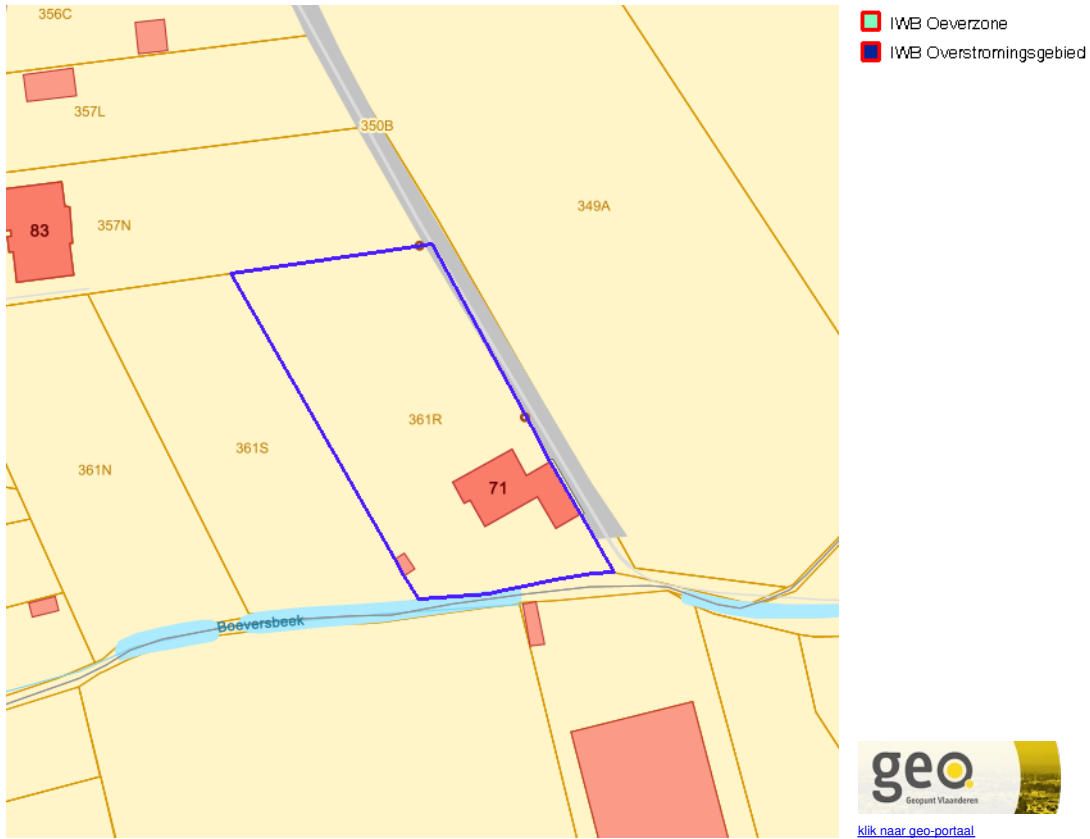 356C
357L
350B
349A
83
357N
361R
361S
361N
71
Boeversbeek
IWB Oeverzone
IWB Overstromingsgebied
geo
Geopunt Vlaanderen
klik naar geo-portaal